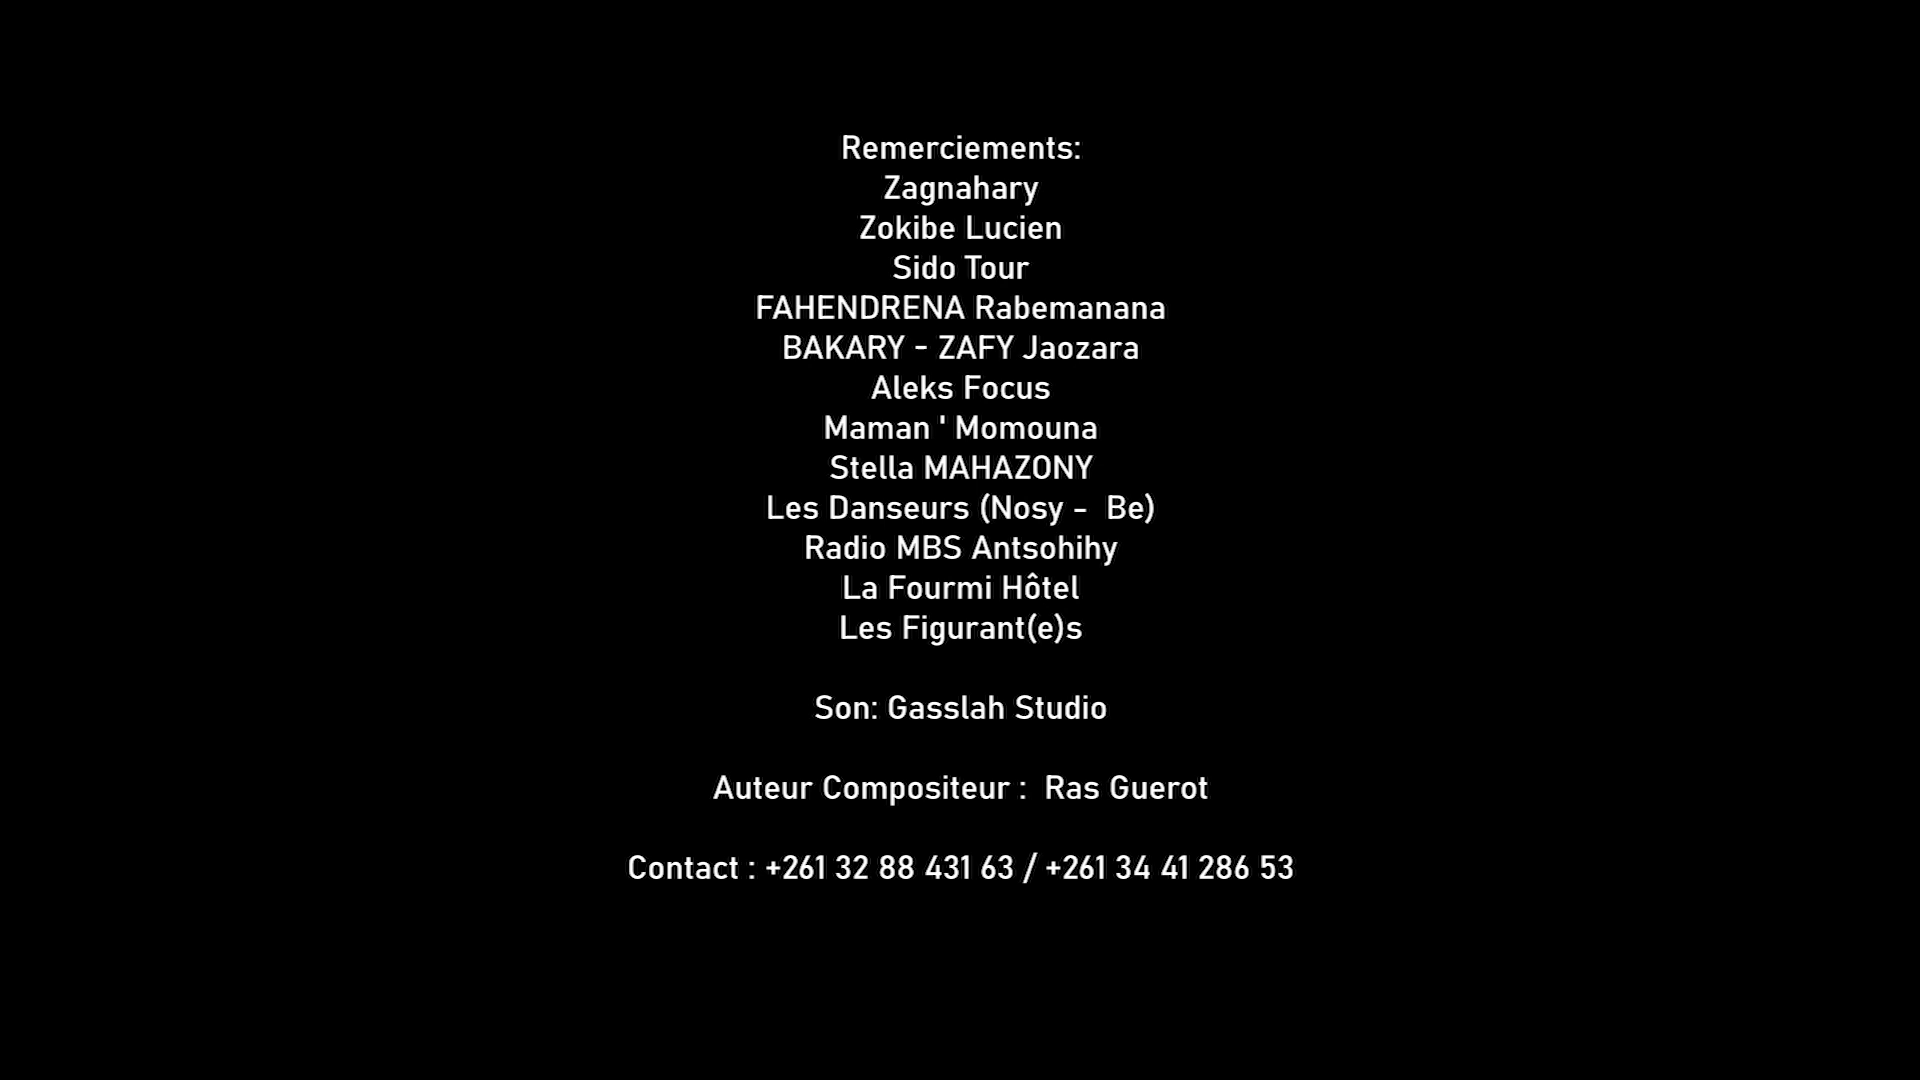 Remerciements:
Zagnahary
Zokibe Lucien
Sido Tour
FAHENDRENA Rabemanana
BAKARY - ZAFY Jaozara
Aleks Focus
Maman ' Momouna
Stella MAHAZONY
Les Danseurs (Nosy -  Be)
Radio MBS Antsohihy
La Fourmi Hôtel
Les Figurant(e)s
Son: Gasslah Studio
Auteur Compositeur :  Ras Guerot
Contact : +261 32 88 431 63 / +261 34 41 286 53